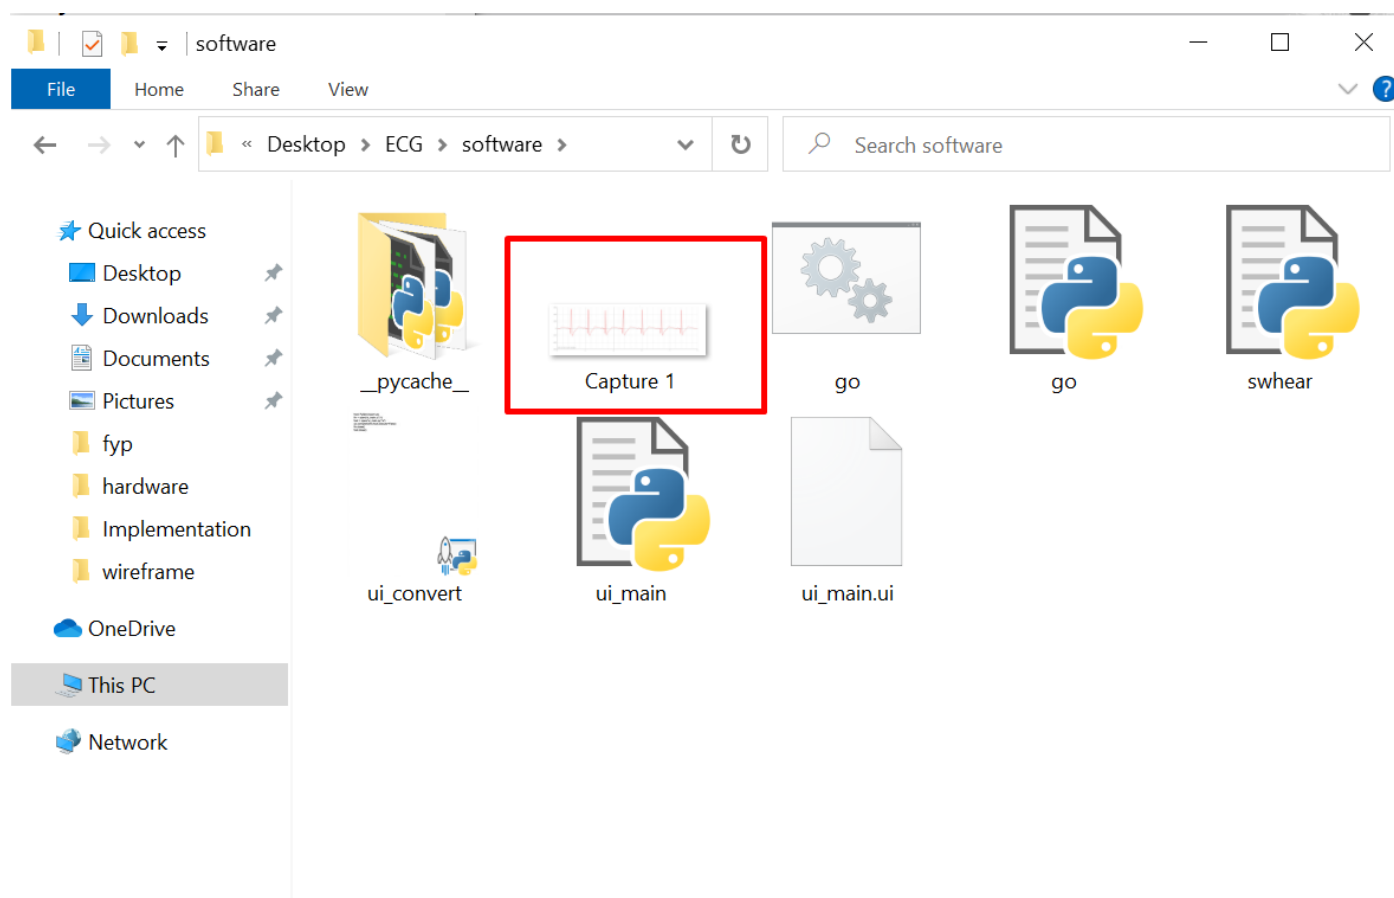 software
File Home Share View
« Desktop > ECG > software >
Search software
Quick access
Desktop
Downloads
Documents
Pictures
fyp
hardware
Implementation
wireframe
OneDrive
This PC
Network
__pycache__ Capture 1 go go swhear
ui_convert ui_main ui_main.ui